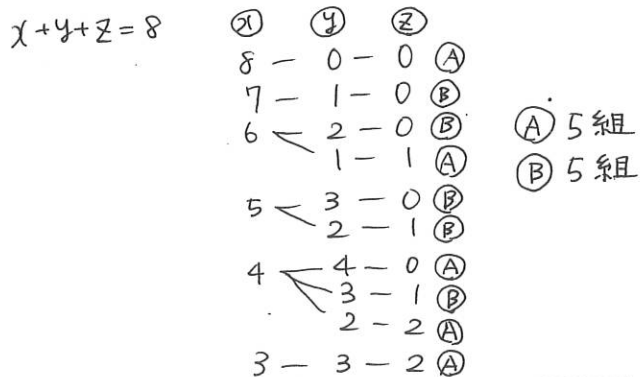 x+y+z=8
ⓧ ⓨ ⓩ
8 - 0 - 0 Ⓐ
7 - 1 - 0 Ⓑ
6 - 2 - 0 Ⓑ
1 - 1 Ⓐ
5 - 3 - 0 Ⓑ
2 - 1 Ⓑ
4 - 4 - 0 Ⓐ
3 - 1 Ⓑ
2 - 2 Ⓐ
3 - 3 - 2 Ⓐ
Ⓐ 5組
Ⓑ 5組